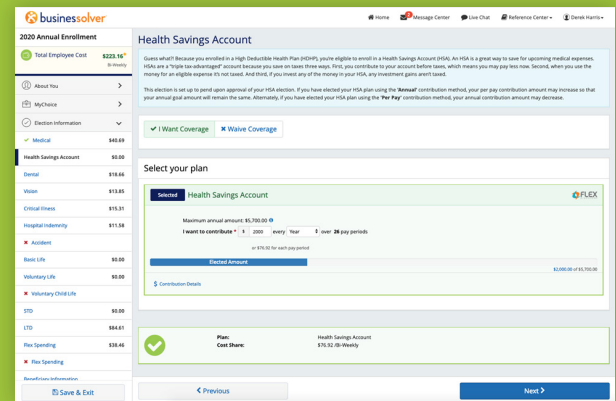 businessolver
Home
3
Message Center
Live Chat
Reference Center
Derek Harris
2020 Annual Enrollment
Total Employee Cost
$223.16*
Bi-Weekly
About You
MyChoice
Election Information
Medical
$40.69
Health Savings Account
$0.00
Dental
$18.66
Vision
$13.85
Critical Illness
$15.31
Hospital Indemnity
$11.58
Accident
Basic Life
$0.00
Voluntary Life
$0.00
Voluntary Child Life
STD
$0.00
LTD
$84.61
Flex Spending
$38.46
Flex Spending
Beneficiary Information
Save & Exit
Health Savings Account
Guess what? Because you enrolled in a High Deductible Health Plan (HDHP), you're eligible to enroll in a Health Savings Account (HSA). An HSA is a great way to save for upcoming medical expenses.
HSAs are a "triple tax-advantaged" account because you save on taxes three ways. First, you contribute to your account before taxes, which means you may pay less now. Second, when you use the
money for an eligible expense it's not taxed. And third, if you invest any of the money in your HSA, any investment gains aren't taxed.
This election is set to pend upon approval of your HSA election. If you have elected your HSA plan using the 'Annual' contribution method, your per pay contribution amount may increase so that
your annual goal amount will remain the same. Alternately, if you have elected your HSA plan using the 'Per Pay' contribution method, your annual contribution amount may decrease.
I Want Coverage
Waive Coverage
Select your plan
Selected
Health Savings Account
FLEX
Maximum annual amount: $5,700.00
I want to contribute * $ 2000 every Year over 26 pay periods
or $76.92 for each pay period
Elected Amount
$2,000.00 of $5,700.00
$ Contribution Details
Plan:
Health Savings Account
Cost Share:
$76.92 /Bi-Weekly
Previous
Next